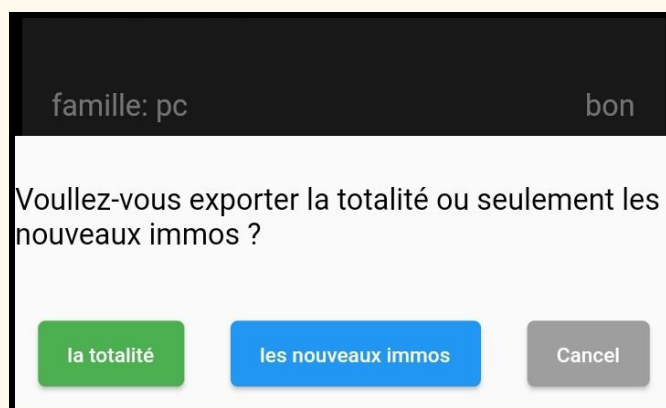 famille: pc bon
Voullez-vous exporter la totalité ou seulement les
nouveaux immos ?
la totalité les nouveaux immos Cancel